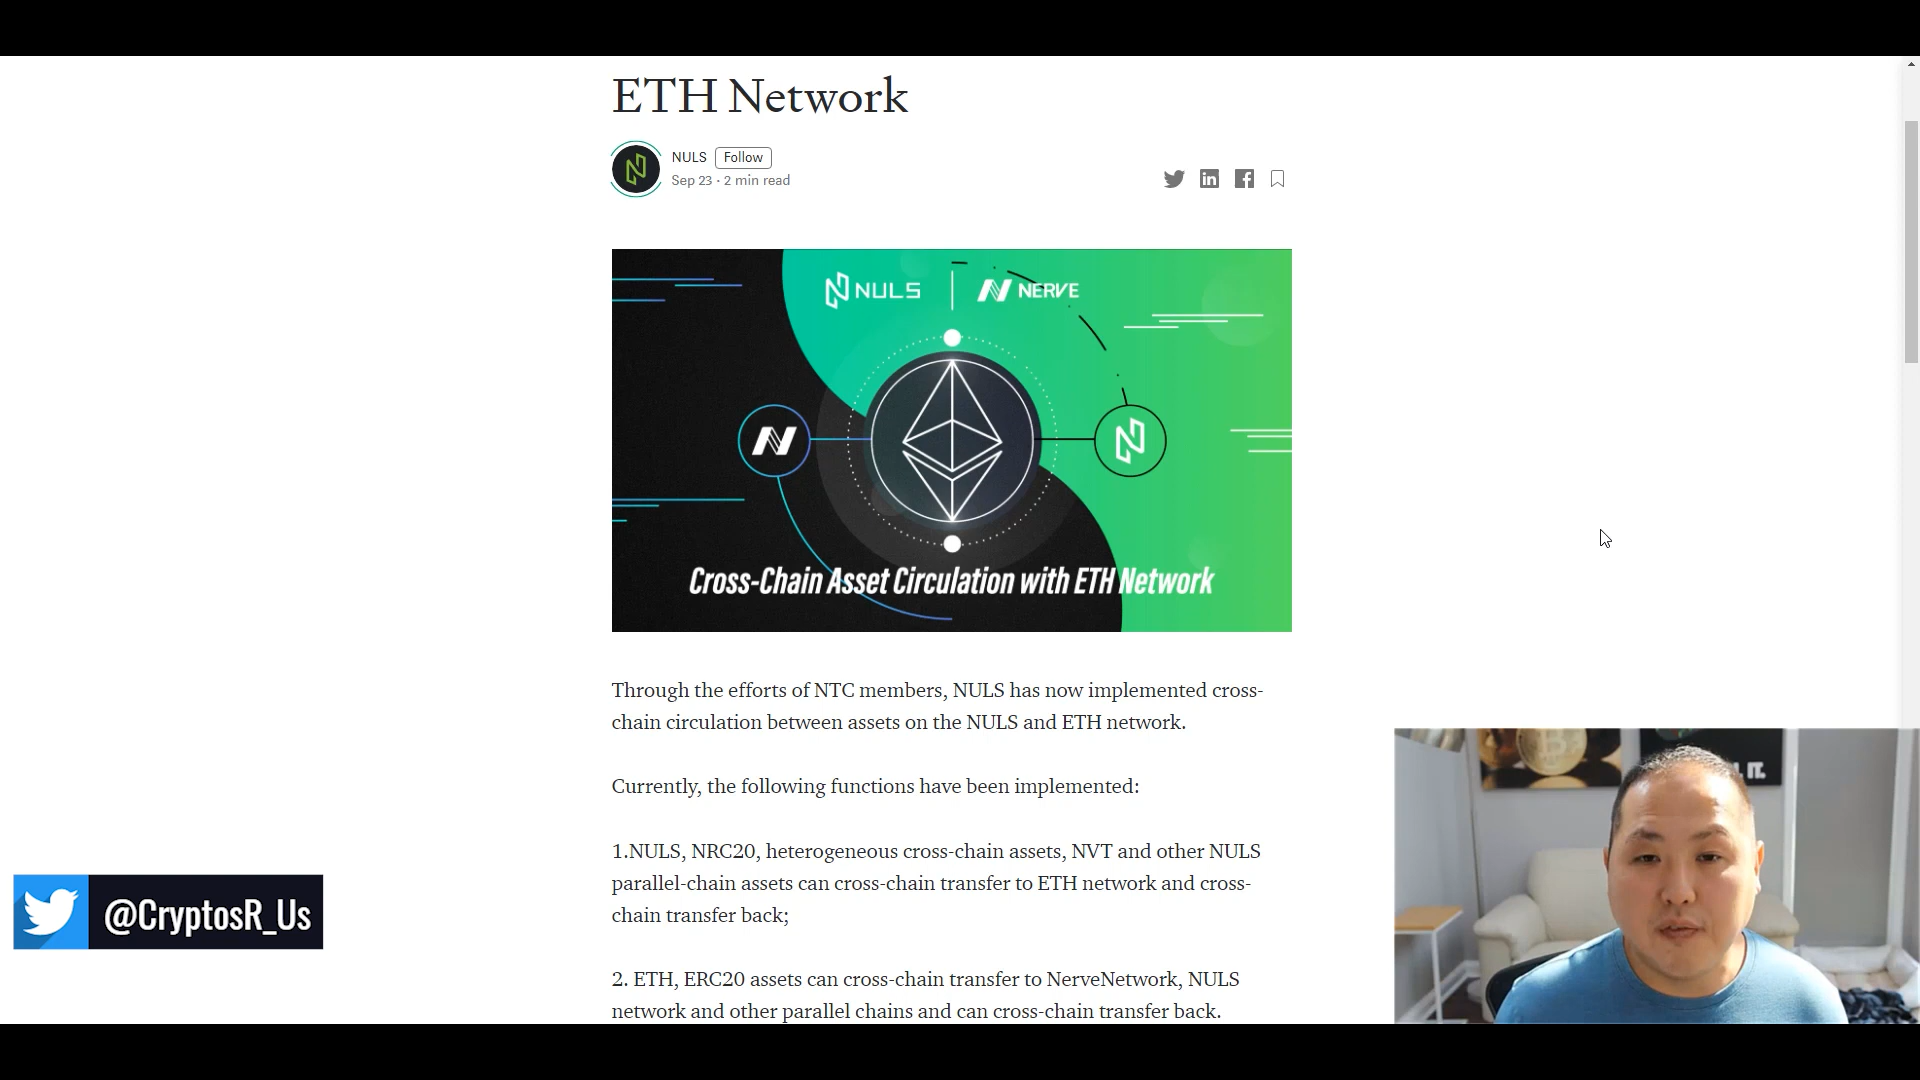 ETH Network
NULS Follow
Sep 23 · 2 min read
NULS | NERVE
Cross-Chain Asset Circulation with ETH Network
Through the efforts of NTC members, NULS has now implemented cross-
chain circulation between assets on the NULS and ETH network.
Currently, the following functions have been implemented:
1.NULS, NRC20, heterogeneous cross-chain assets, NVT and other NULS
parallel-chain assets can cross-chain transfer to ETH network and cross-
chain transfer back;
2. ETH, ERC20 assets can cross-chain transfer to NerveNetwork, NULS
network and other parallel chains and can cross-chain transfer back.
@CryptosR_Us
IT.